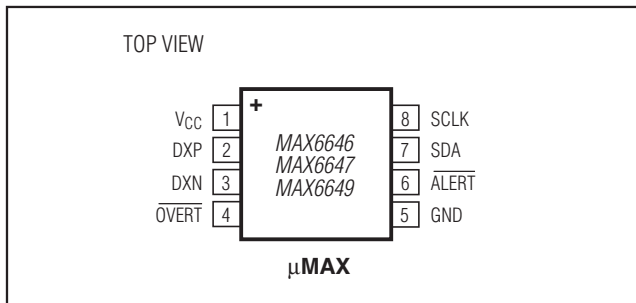 TOP VIEW
+
VCC 1
DXP 2
DXN 3
OVERT 4
MAX6646
MAX6647
MAX6649
8 SCLK
7 SDA
6 ALERT
5 GND
μMAX